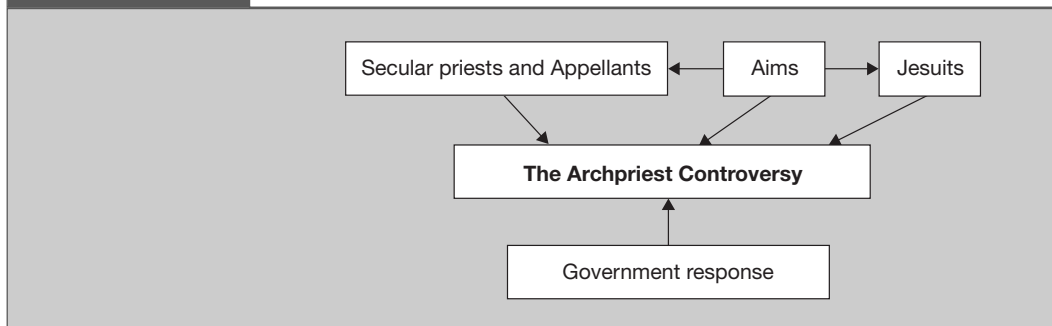 Secular priests and Appellants
Aims
Jesuits
The Archpriest Controversy
Government response